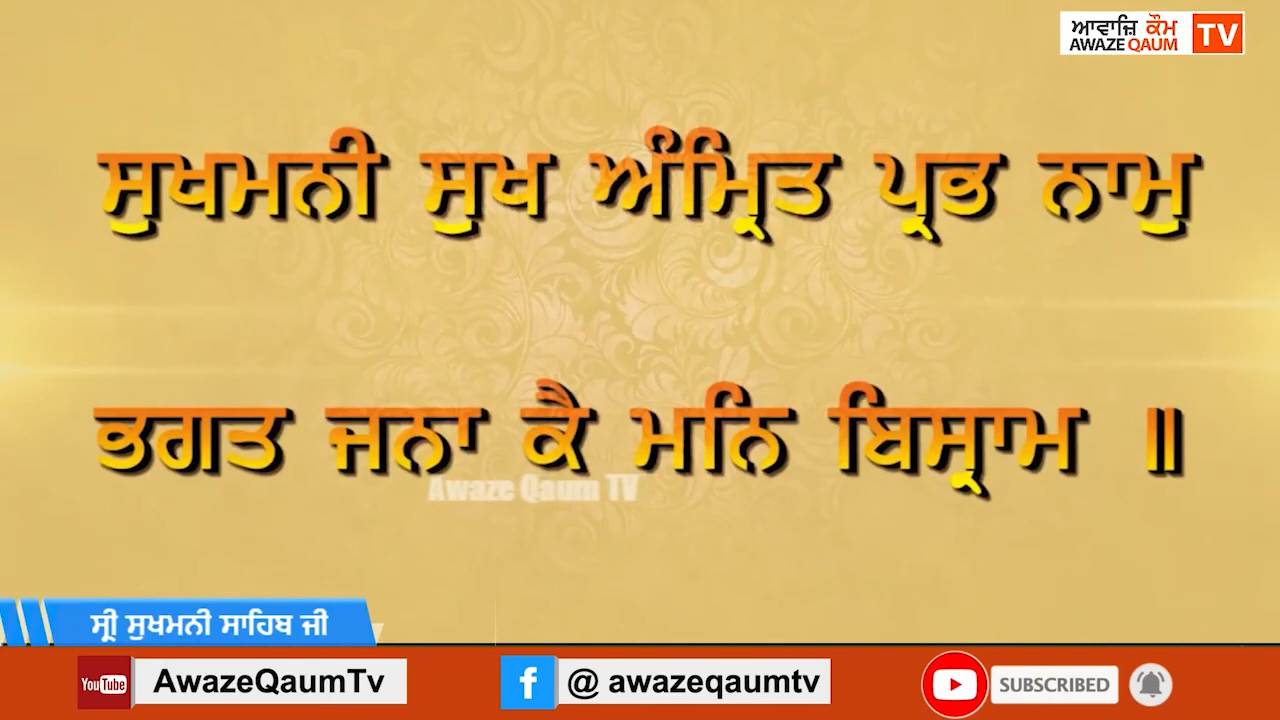 ਆਵਾਜ਼ਿ ਕੌਮ
AWAZE QAUM TV
ਸੁਖਮਨੀ ਸੁਖ ਅੰਮ੍ਰਿਤ ਪ੍ਰਭ ਨਾਮੁ
ਭਗਤ ਜਨਾ ਕੈ ਮਨਿ ਬਿਸ੍ਰਾਮ ॥
Awaze Qaum TV
ਸ੍ਰੀ ਸੁਖਮਨੀ ਸਾਹਿਬ ਜੀ
YouTube AwazeQaumTv f @ awazeqaumtv SUBSCRIBED